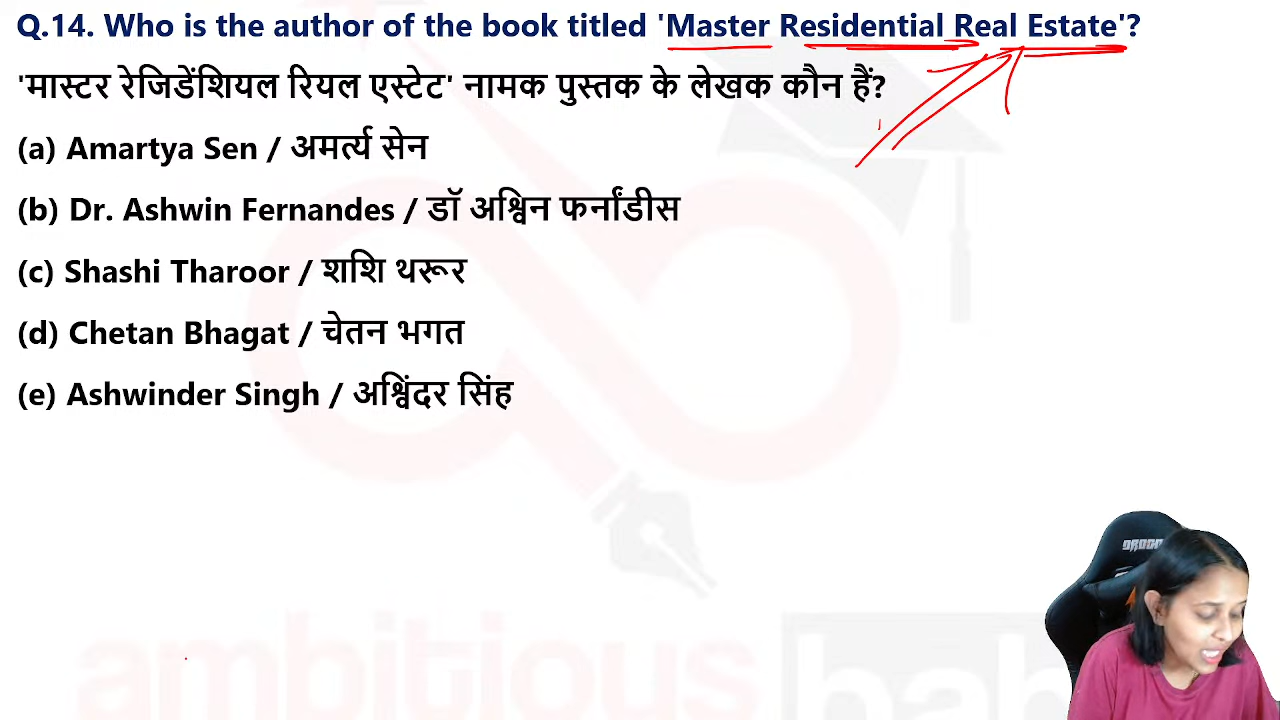 Q.14. Who is the author of the book titled 'Master Residential Real Estate'?
'मास्टर रेजिडेंशियल रियल एस्टेट' नामक पुस्तक के लेखक कौन हैं?
(a) Amartya Sen / अमर्त्य सेन
(b) Dr. Ashwin Fernandes / डॉ अश्विन फर्नांडीस
(c) Shashi Tharoor / शशि थरूर
(d) Chetan Bhagat / चेतन भगत
(e) Ashwinder Singh / अश्विंदर सिंह
ambitious